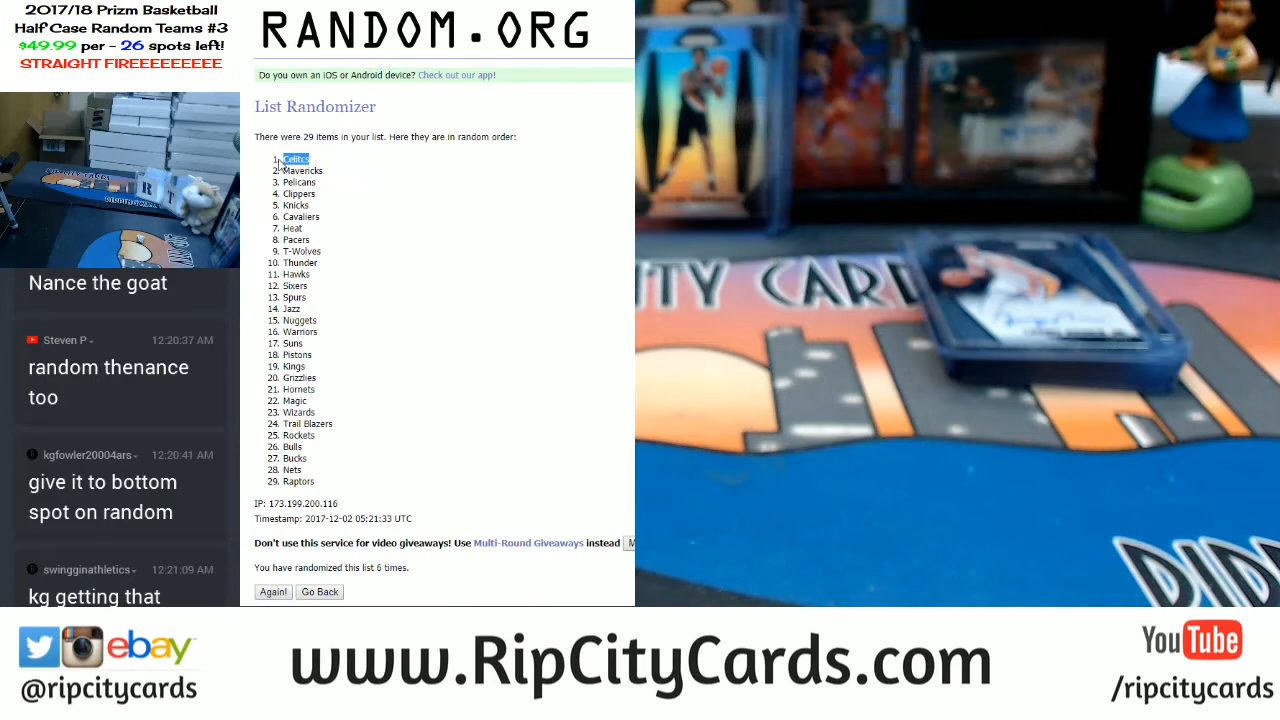 2017/18 Prizm Basketball
Half Case Random Teams #3
$49.99 per - 26 spots left!
STRAIGHT FIREEEEEEEEE
RANDOM.ORG
Do you own an iOS or Android device? Check out our app!
List Randomizer
There were 29 items in your list. Here they are in random order:
1. Celitcs
2. Mavericks
3. Pelicans
4. Clippers
5. Knicks
6. Cavaliers
7. Heat
8. Pacers
9. T-Wolves
10. Thunder
11. Hawks
12. Sixers
13. Spurs
14. Jazz
15. Nuggets
16. Warriors
17. Suns
18. Pistons
19. Kings
20. Grizzlies
21. Hornets
22. Magic
23. Wizards
24. Trail Blazers
25. Rockets
26. Bulls
27. Bucks
28. Nets
29. Raptors
IP: 173.199.200.116
Timestamp: 2017-12-02 05:21:33 UTC
Don't use this service for video giveaways! Use Multi-Round Giveaways instead M
You have randomized this list 6 times.
Again! Go Back
R T
Nance the goat
Steven P 12:20:37 AM
random thenance
too
kgfowler20004ars 12:20:41 AM
give it to bottom
spot on random
swingginathletics 12:21:09 AM
kg getting that
CITY CARD
DID
ebay
@ripcitycards
www.RipCityCards.com
YouTube
/ripcitycards